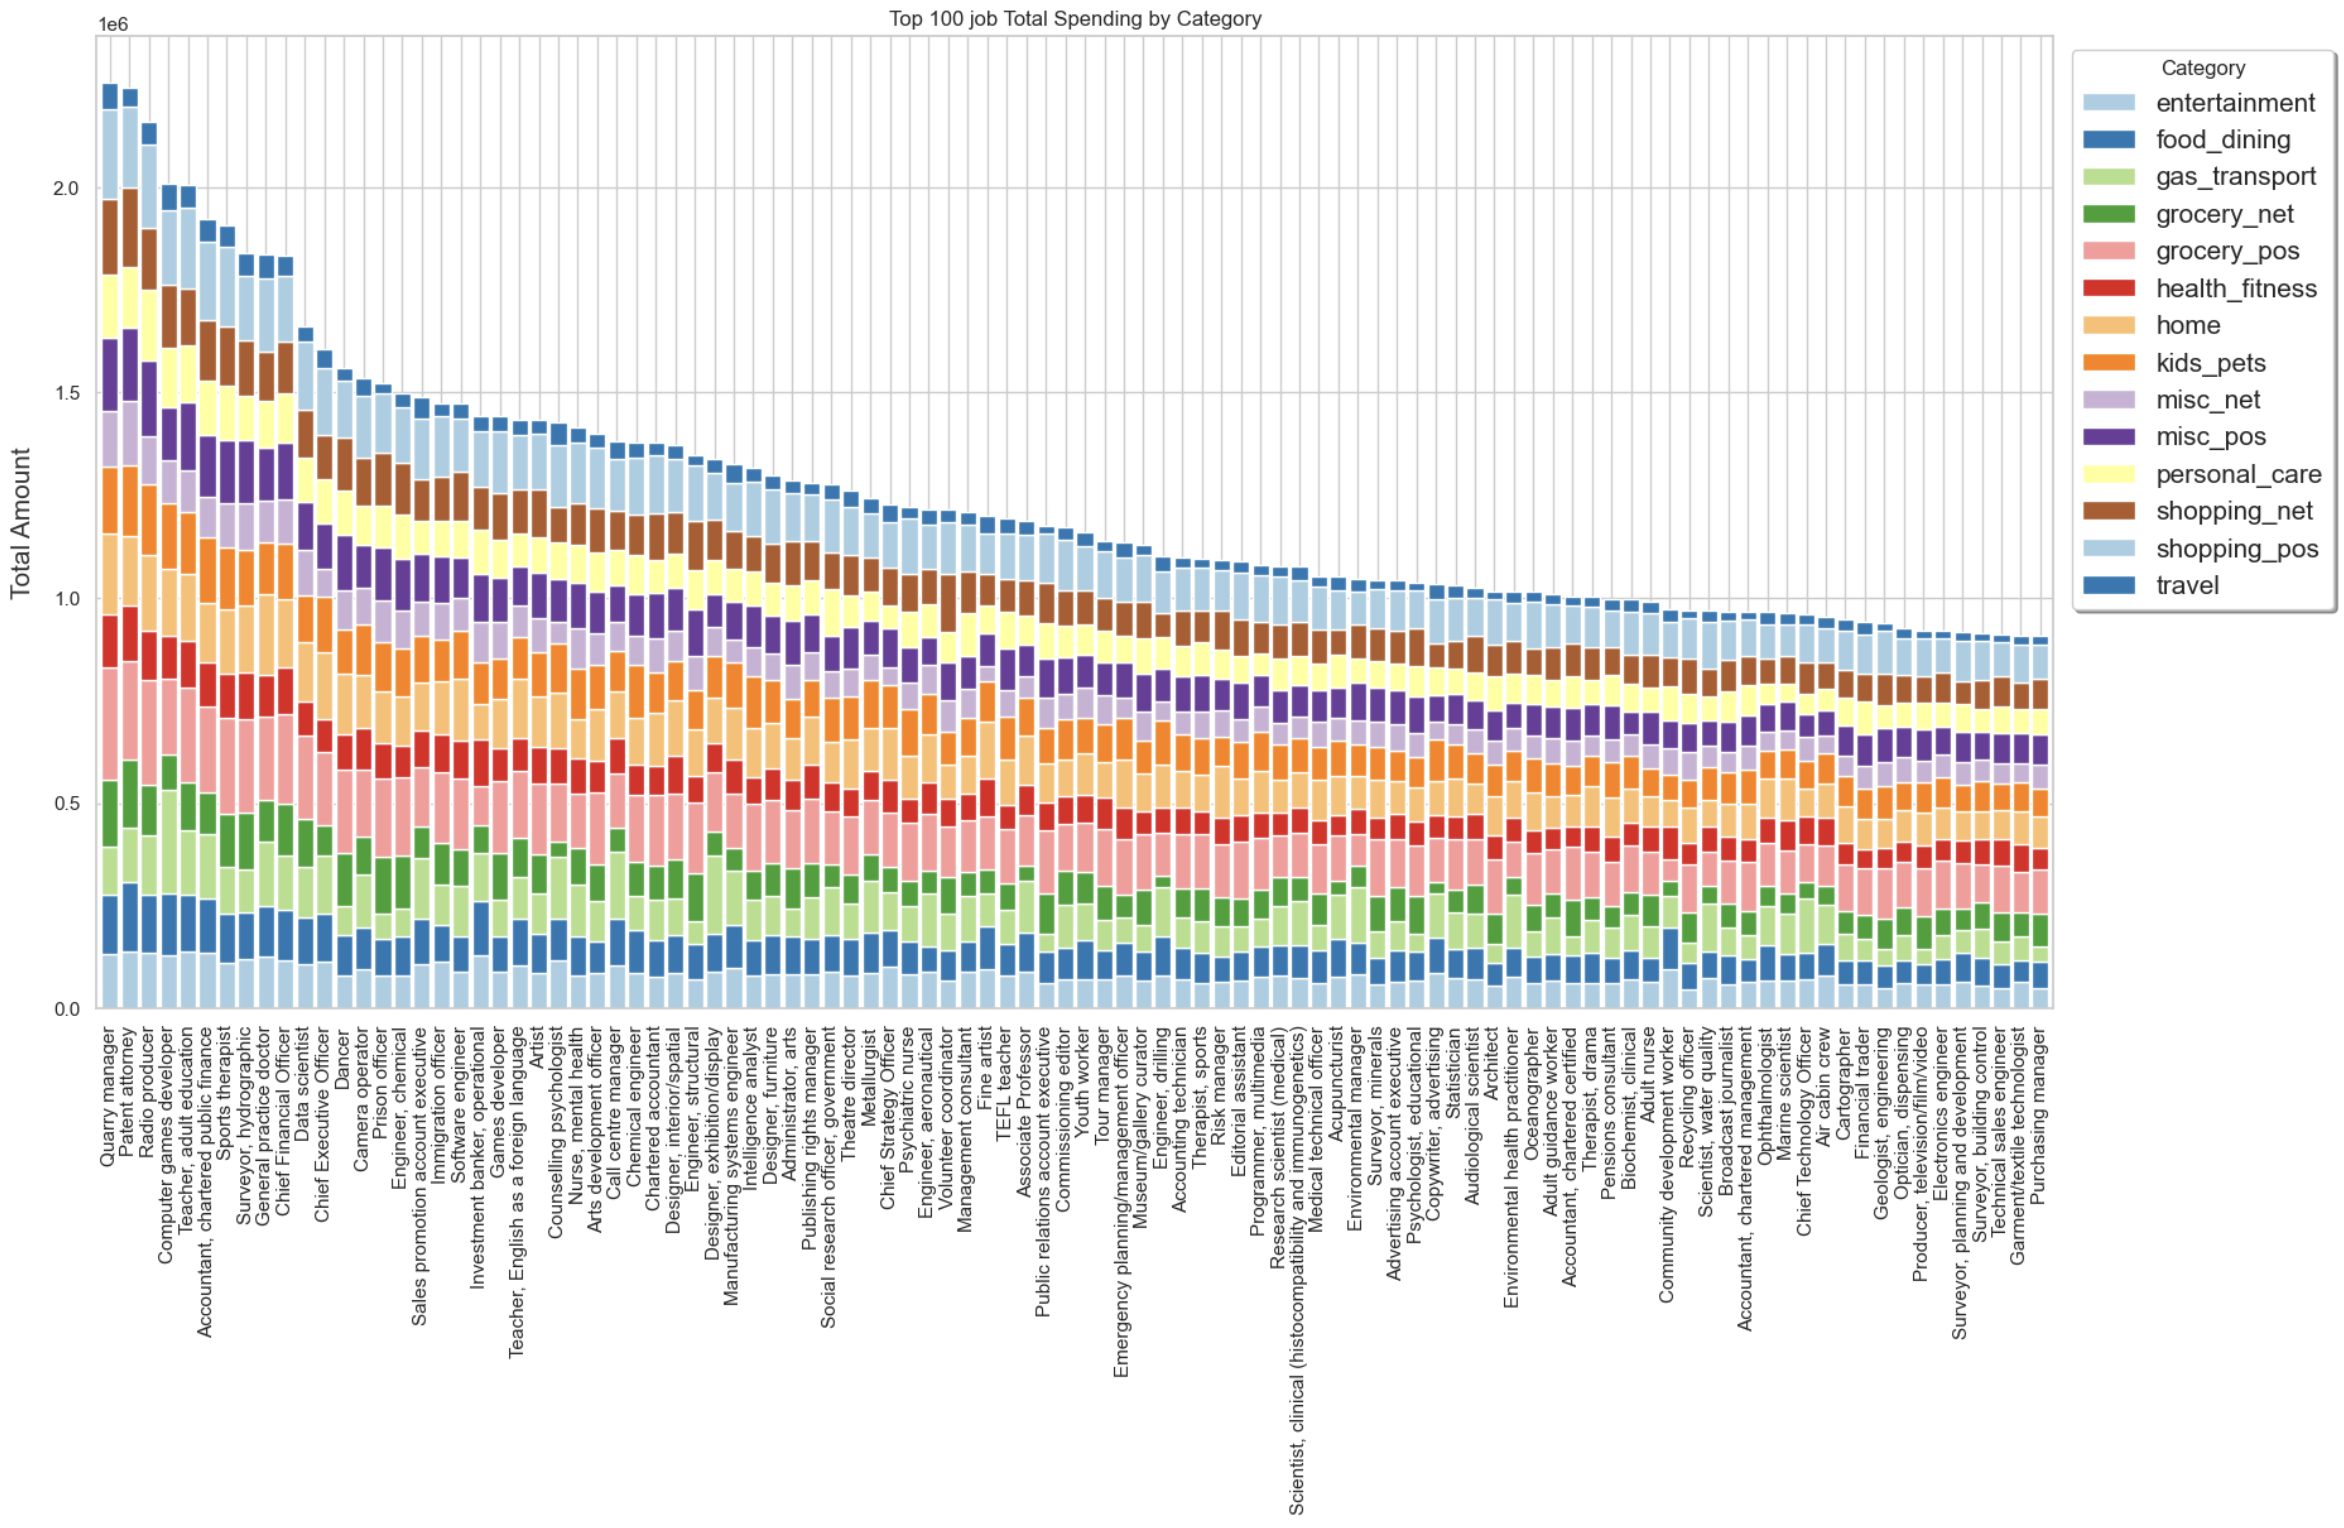 Top 100 job Total Spending by Category
1e6
Total Amount
2.0
1.5
1.0
0.5
0.0
Category
entertainment
food_dining
gas_transport
grocery_net
grocery_pos
health_fitness
home
kids_pets
misc_net
misc_pos
personal_care
shopping_net
shopping_pos
travel
Quarry manager
Patent attorney
Radio producer
Computer games developer
Teacher, adult education
Accountant, chartered public finance
Sports therapist
Surveyor, hydrographic
General practice doctor
Chief Financial Officer
Data scientist
Chief Executive Officer
Dancer
Camera operator
Prison officer
Engineer, chemical
Sales promotion account executive
Immigration officer
Software engineer
Investment banker, operational
Games developer
Teacher, English as a foreign language
Artist
Counselling psychologist
Nurse, mental health
Arts development officer
Call centre manager
Chemical engineer
Chartered accountant
Designer, interior/spatial
Engineer, structural
Designer, exhibition/display
Manufacturing systems engineer
Intelligence analyst
Designer, furniture
Administrator, arts
Publishing rights manager
Social research officer, government
Theatre director
Metallurgist
Chief Strategy Officer
Psychiatric nurse
Engineer, aeronautical
Volunteer coordinator
Management consultant
Fine artist
TEFL teacher
Associate Professor
Public relations account executive
Commissioning editor
Youth worker
Tour manager
Emergency planning/management officer
Museum/gallery curator
Engineer, drilling
Accounting technician
Therapist, sports
Risk manager
Editorial assistant
Programmer, multimedia
Research scientist (medical)
Scientist, clinical (histocompatibility and immunogenetics)
Medical technical officer
Acupuncturist
Environmental manager
Surveyor, minerals
Advertising account executive
Psychologist, educational
Copywriter, advertising
Statistician
Audiological scientist
Architect
Environmental health practitioner
Oceanographer
Adult guidance worker
Accountant, chartered certified
Therapist, drama
Pensions consultant
Biochemist, clinical
Adult nurse
Community development worker
Recycling officer
Scientist, water quality
Broadcast journalist
Accountant, chartered management
Ophthalmologist
Marine scientist
Chief Technology Officer
Air cabin crew
Cartographer
Financial trader
Geologist, engineering
Optician, dispensing
Producer, television/film/video
Electronics engineer
Surveyor, planning and development
Surveyor, building control
Technical sales engineer
Garment/textile technologist
Purchasing manager